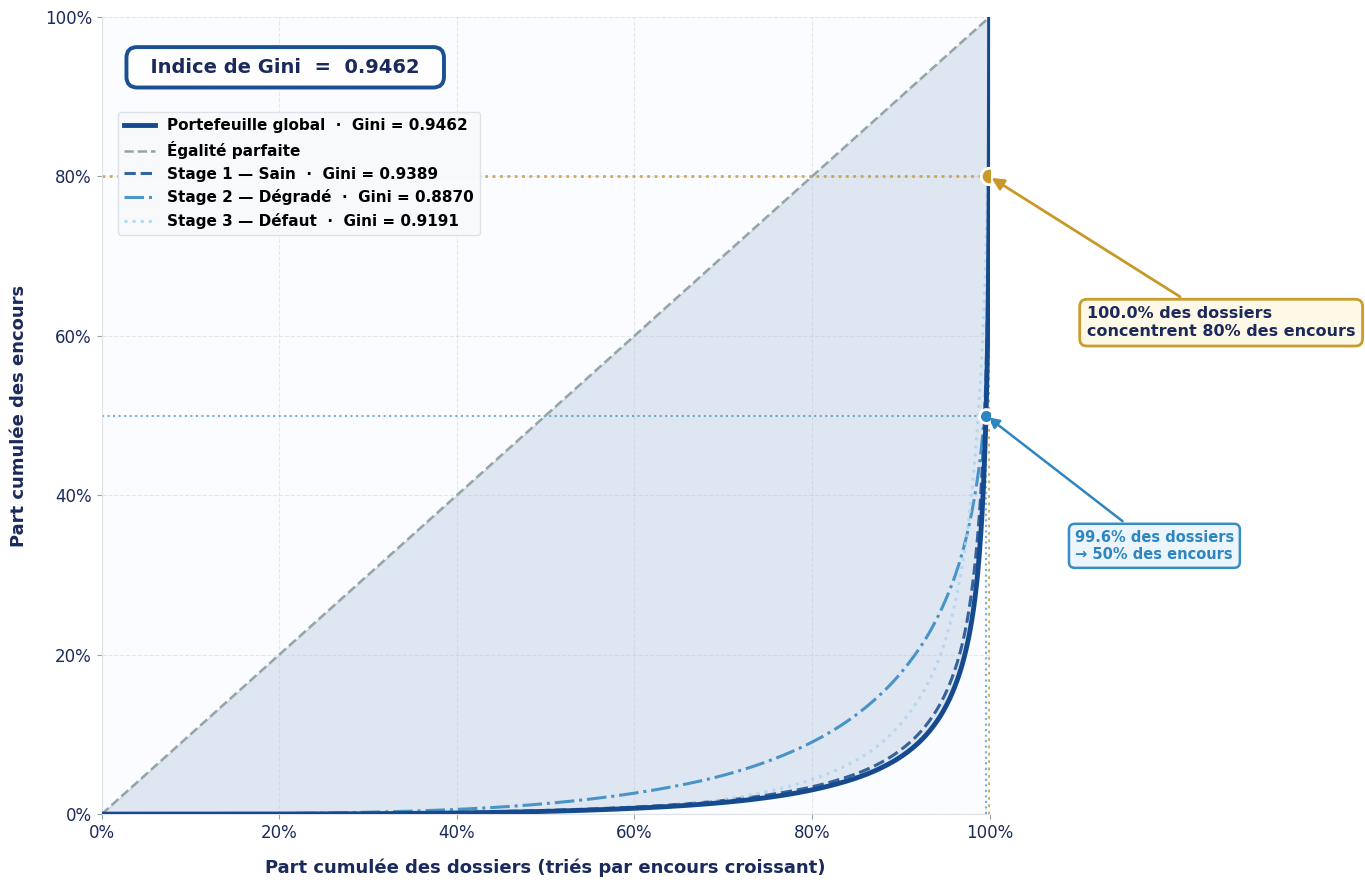 100%
80%
60%
40%
20%
0%
Part cumulée des encours
Indice de Gini = 0.9462
Portefeuille global · Gini = 0.9462
Égalité parfaite
Stage 1 — Sain · Gini = 0.9389
Stage 2 — Dégradé · Gini = 0.8870
Stage 3 — Défaut · Gini = 0.9191
100.0% des dossiers
concentrent 80% des encours
99.6% des dossiers
→ 50% des encours
0%
20%
40%
60%
80%
100%
Part cumulée des dossiers (triés par encours croissant)